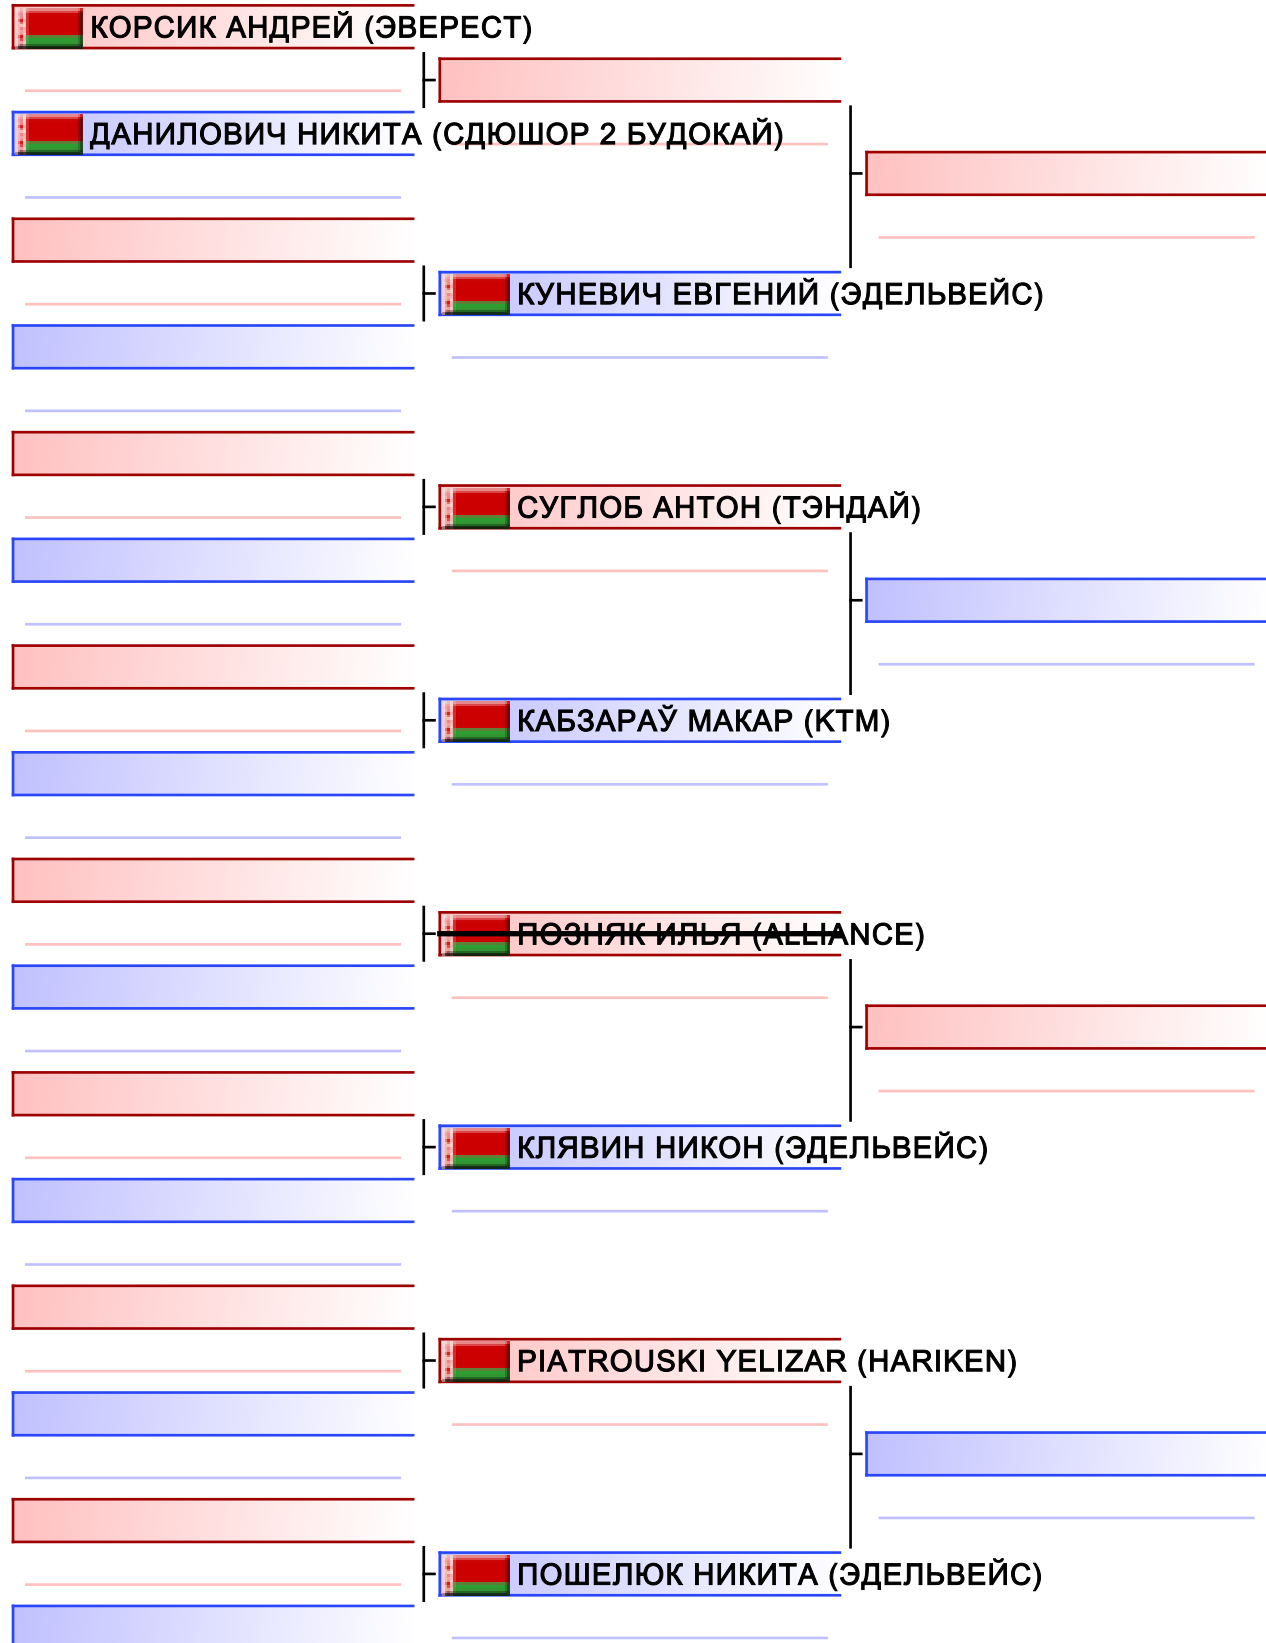 КОРСИК АНДРЕЙ (ЭВЕРЕСТ)
ДАНИЛОВИЧ НИКИТА (СДЮШОР 2 БУДОКАЙ)
КУНЕВИЧ ЕВГЕНИЙ (ЭДЕЛЬВЕЙС)
СУГЛОБ АНТОН (ТЭНДАЙ)
КАБЗАРАЎ МАКАР (KTM)
ПОЗНЯК ИЛЬЯ (ALLIANCE)
КЛЯВИН НИКОН (ЭДЕЛЬВЕЙС)
PIATROUSKI YELIZAR (HARIKEN)
ПОШЕЛЮК НИКИТА (ЭДЕЛЬВЕЙС)